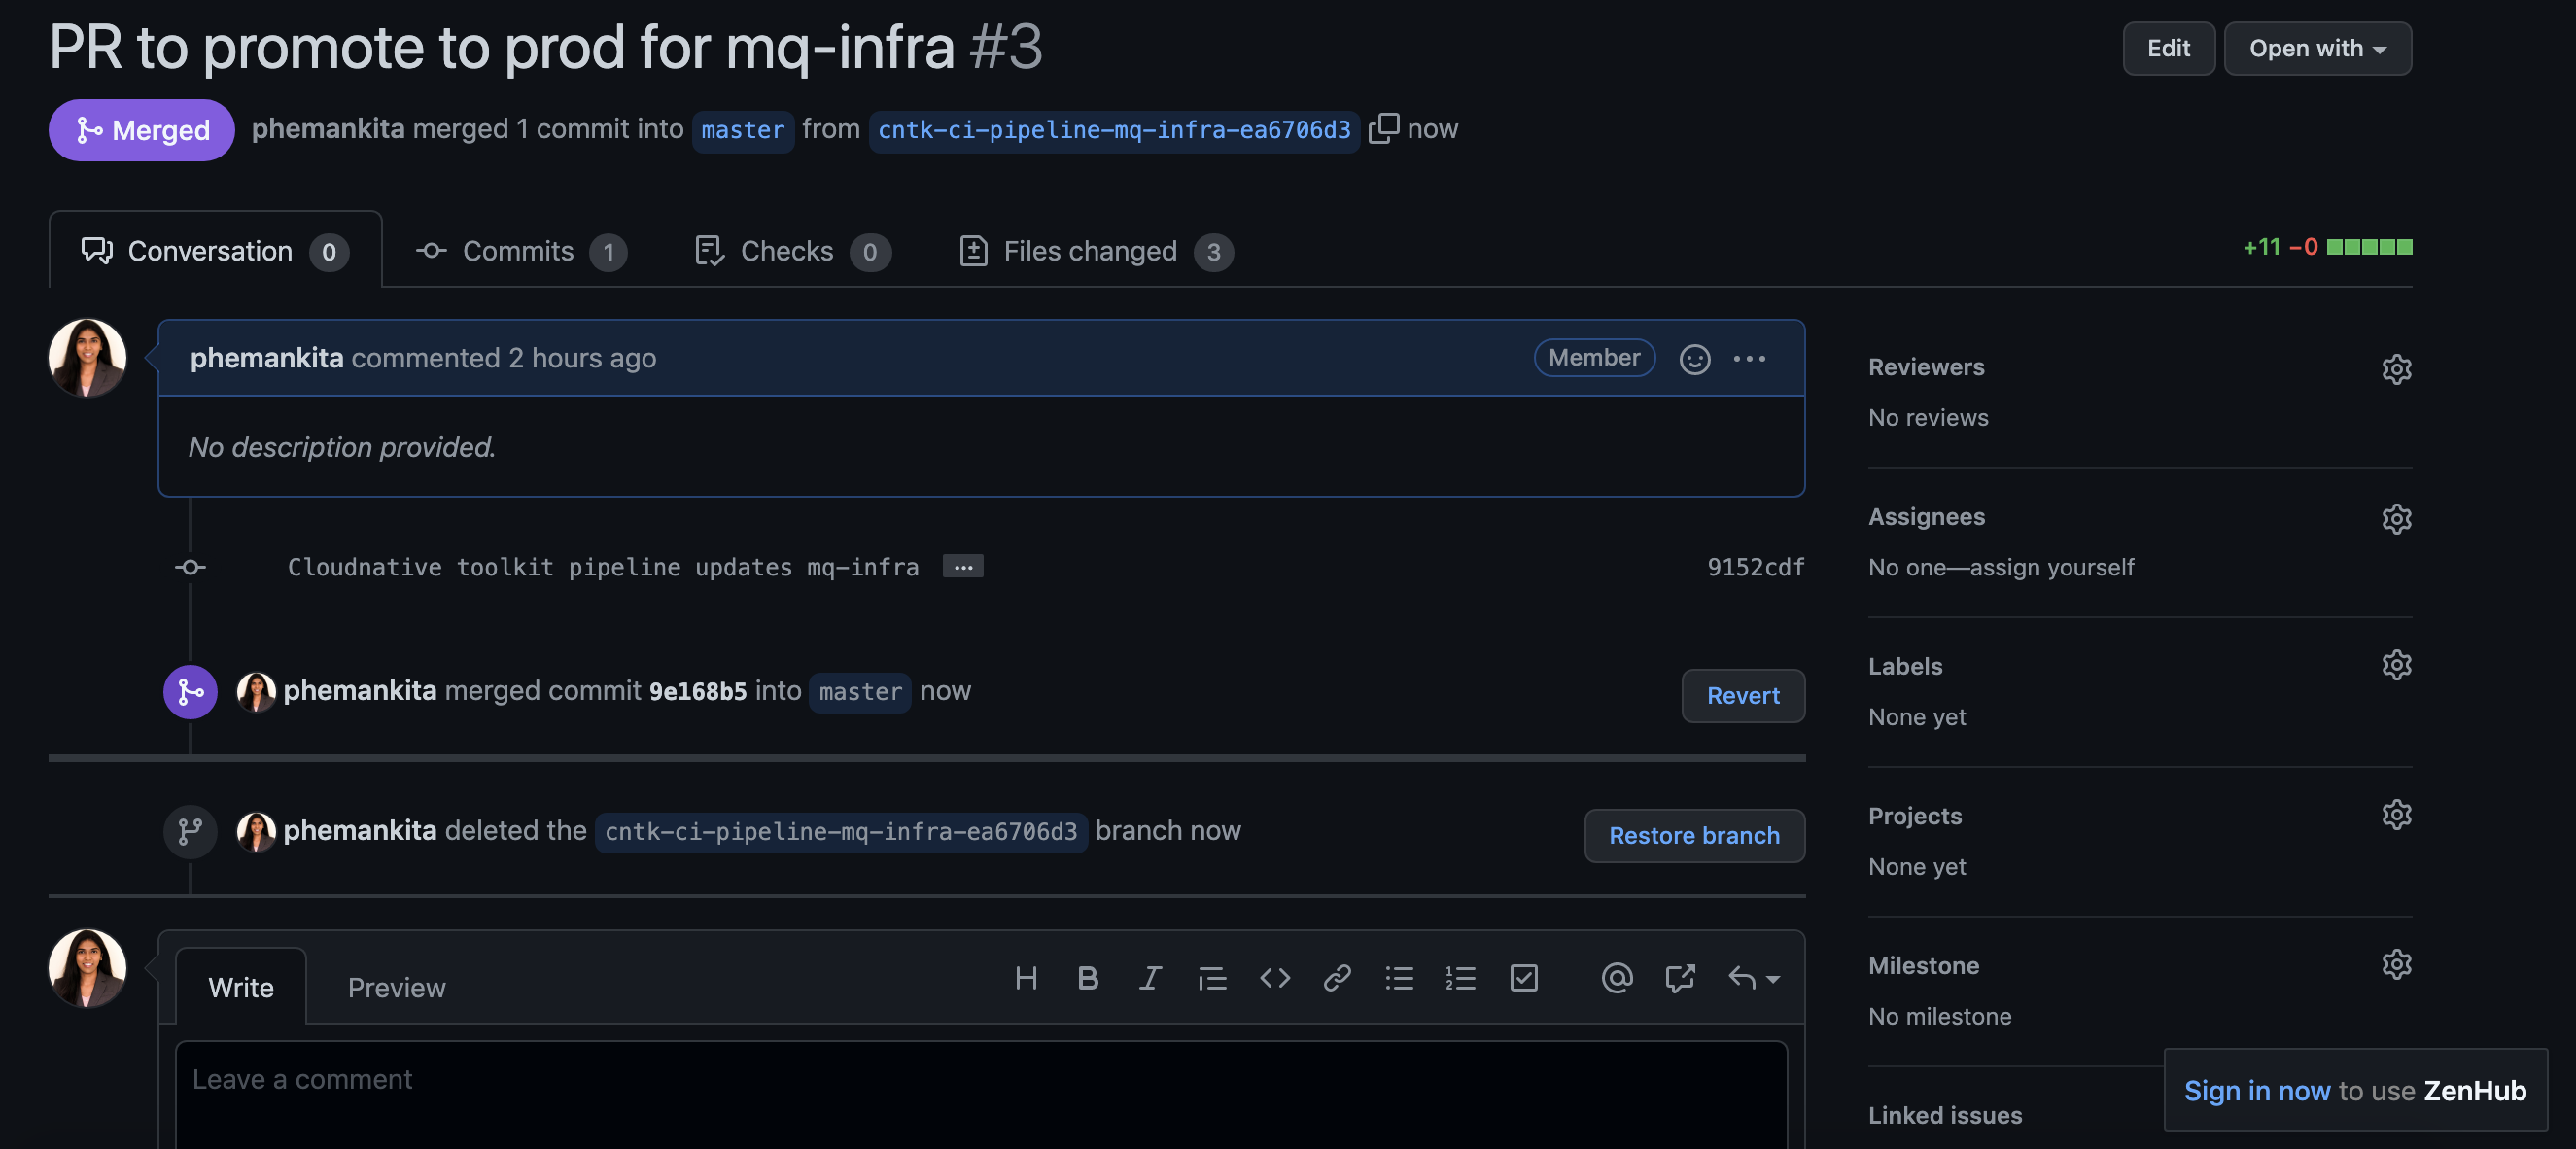 PR to promote to prod for mq-infra #3
Edit
Open with
Merged
phemankita merged 1 commit into master from cntk-ci-pipeline-mq-infra-ea6706d3 now
Conversation 0
Commits 1
Checks 0
Files changed 3
+11 −0
phemankita commented 2 hours ago
Member
No description provided.
Cloudnative toolkit pipeline updates mq-infra ...
9152cdf
phemankita merged commit 9e168b5 into master now
Revert
phemankita deleted the cntk-ci-pipeline-mq-infra-ea6706d3 branch now
Restore branch
Write
Preview
Leave a comment
Reviewers
No reviews
Assignees
No one—assign yourself
Labels
None yet
Projects
None yet
Milestone
No milestone
Linked issues
Sign in now to use ZenHub